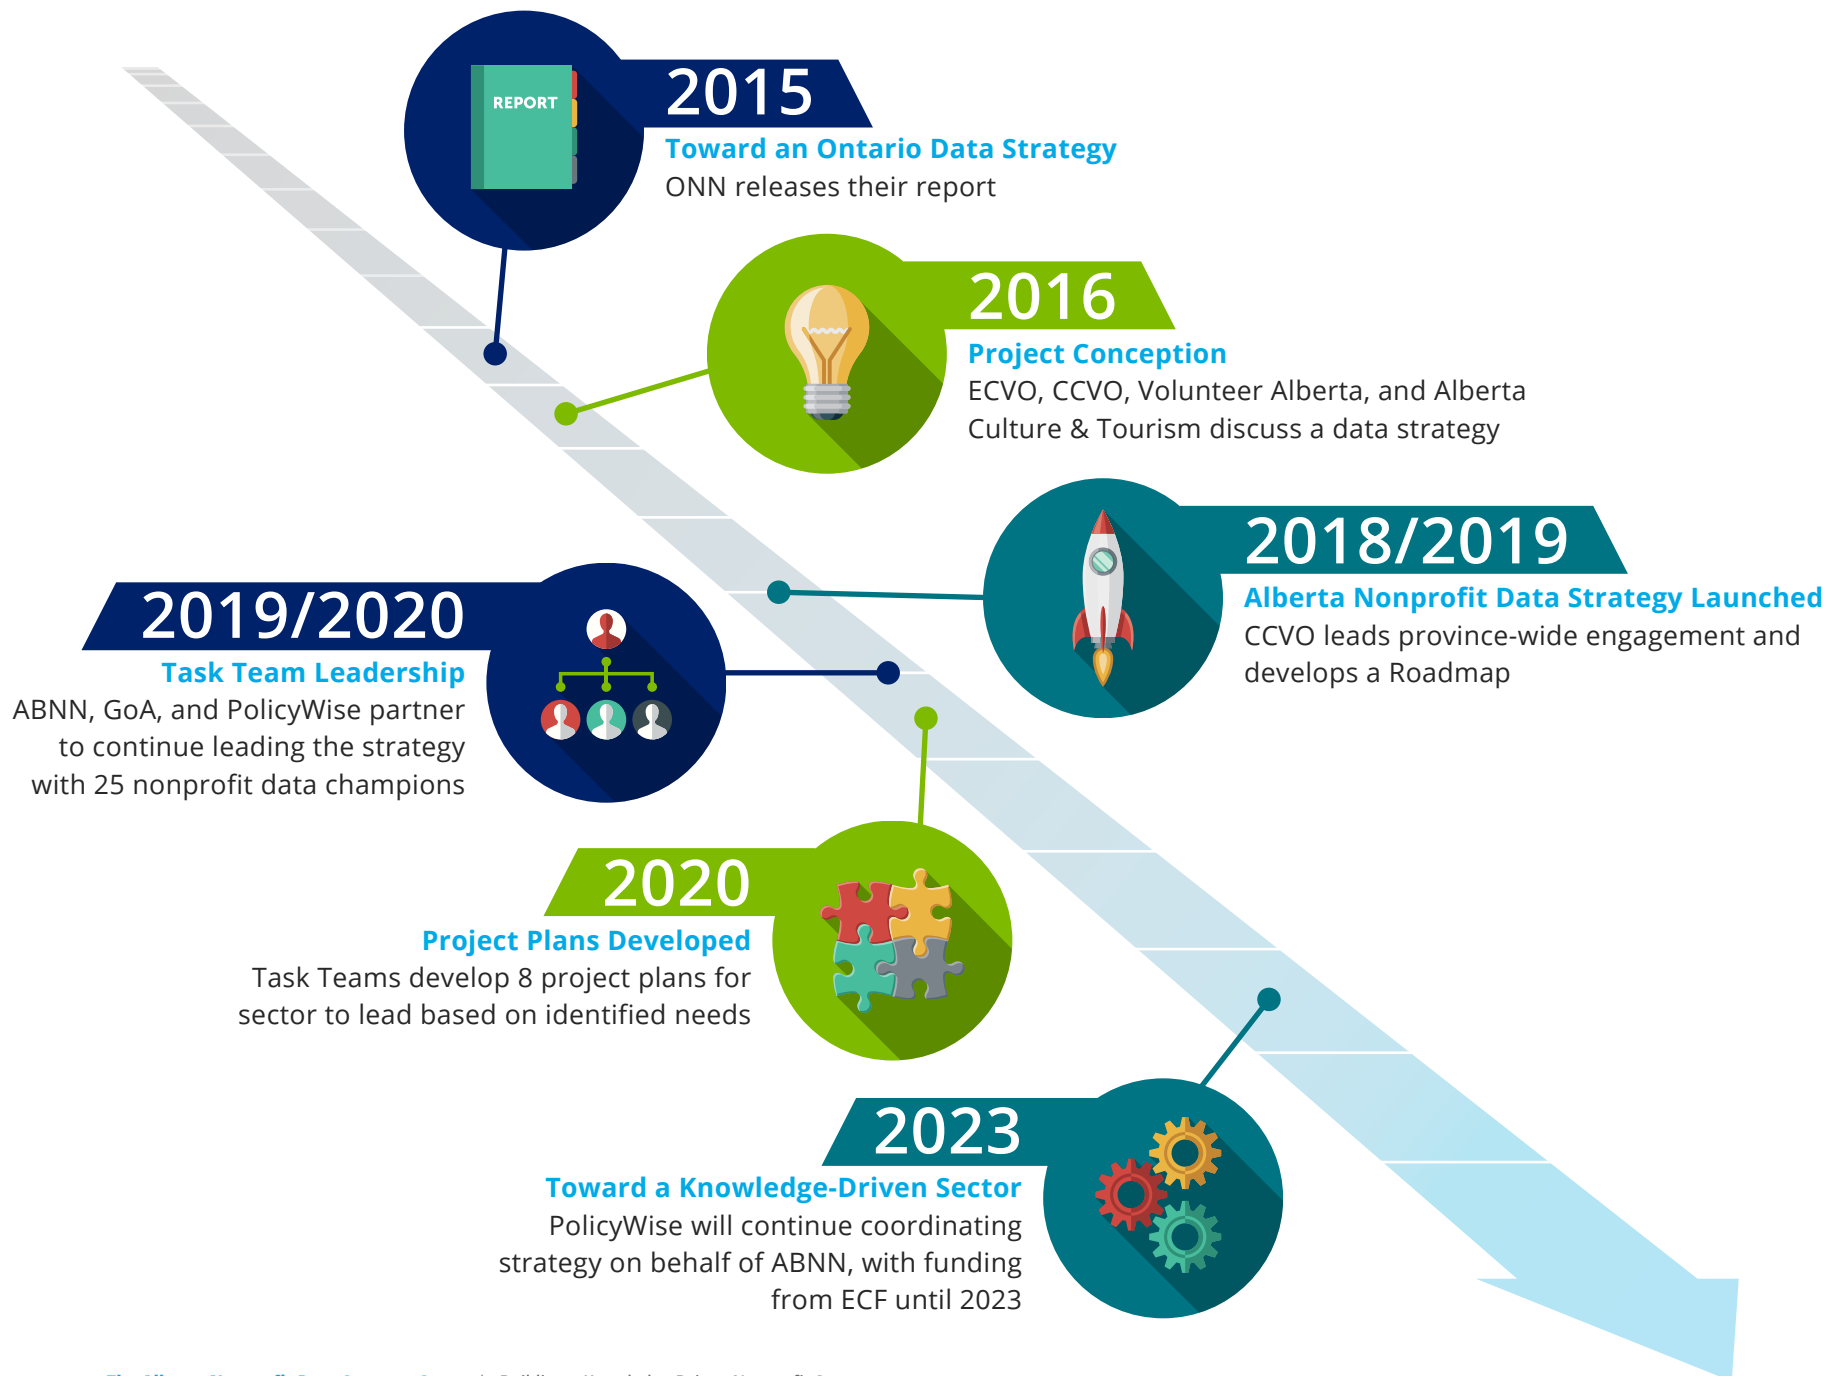 REPORT
2015
Toward an Ontario Data Strategy
ONN releases their report
2016
Project Conception
ECVO, CCVO, Volunteer Alberta, and Alberta
Culture & Tourism discuss a data strategy
2018/2019
Alberta Nonprofit Data Strategy Launched
CCVO leads province-wide engagement and
develops a Roadmap
2019/2020
Task Team Leadership
ABNN, GoA, and PolicyWise partner
to continue leading the strategy
with 25 nonprofit data champions
2020
Project Plans Developed
Task Teams develop 8 project plans for
sector to lead based on identified needs
2023
Toward a Knowledge-Driven Sector
PolicyWise will continue coordinating
strategy on behalf of ABNN, with funding
from ECF until 2023